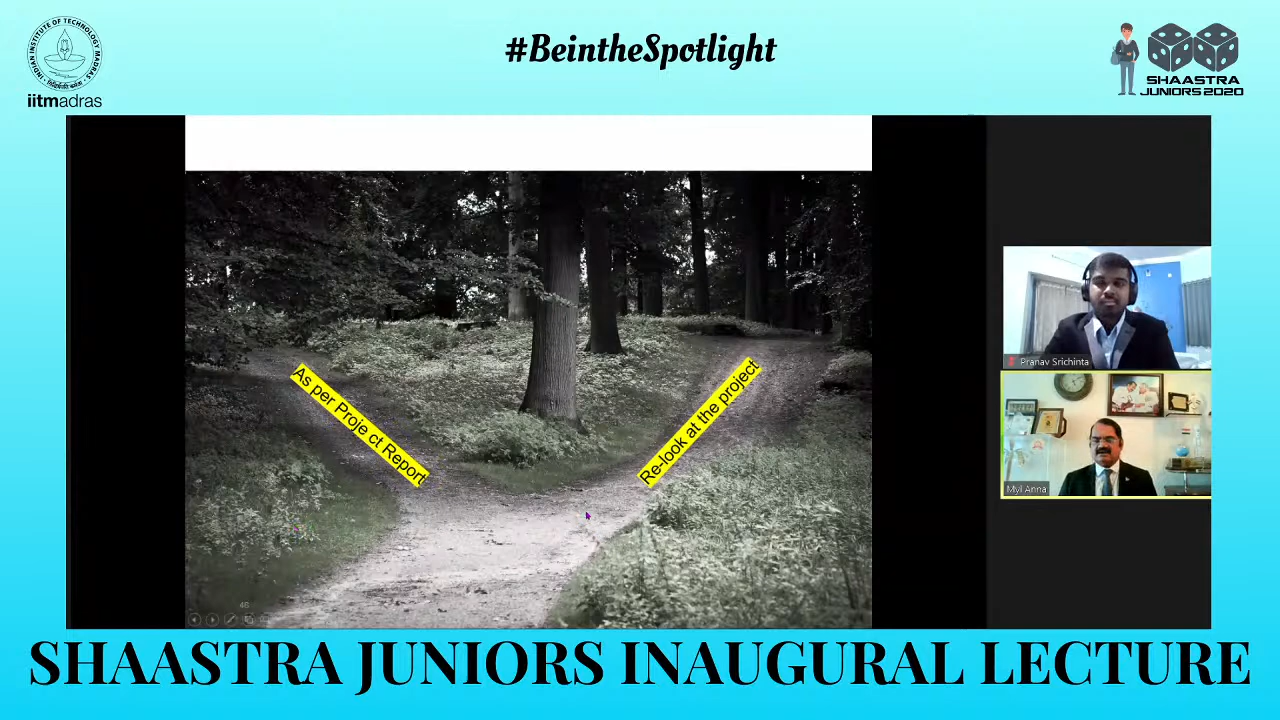 #BeintheSpotlight
iitmadras
SHAASTRA
JUNIORS 2020
As per Proje ct Report
Re-look at the project
Pranav Srichinta
Myil Anna
48
SHAASTRA JUNIORS INAUGURAL LECTURE